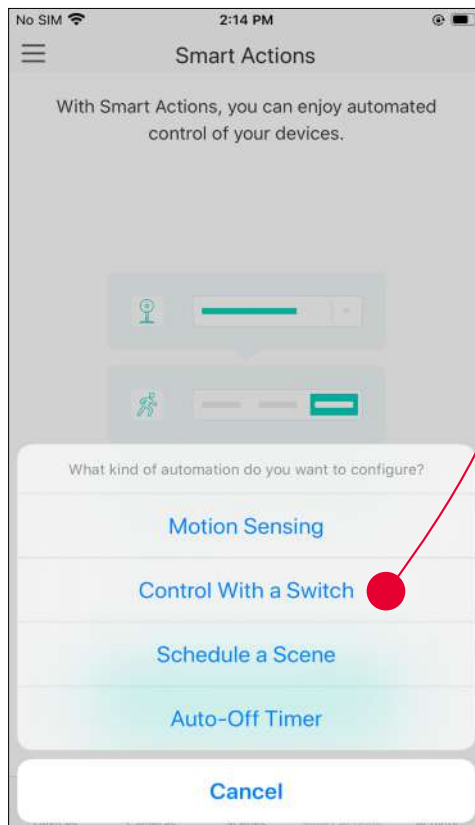 No SIM 2:14 PM
Smart Actions
With Smart Actions, you can enjoy automated
control of your devices.
What kind of automation do you want to configure?
Motion Sensing
Control With a Switch
Schedule a Scene
Auto-Off Timer
Cancel